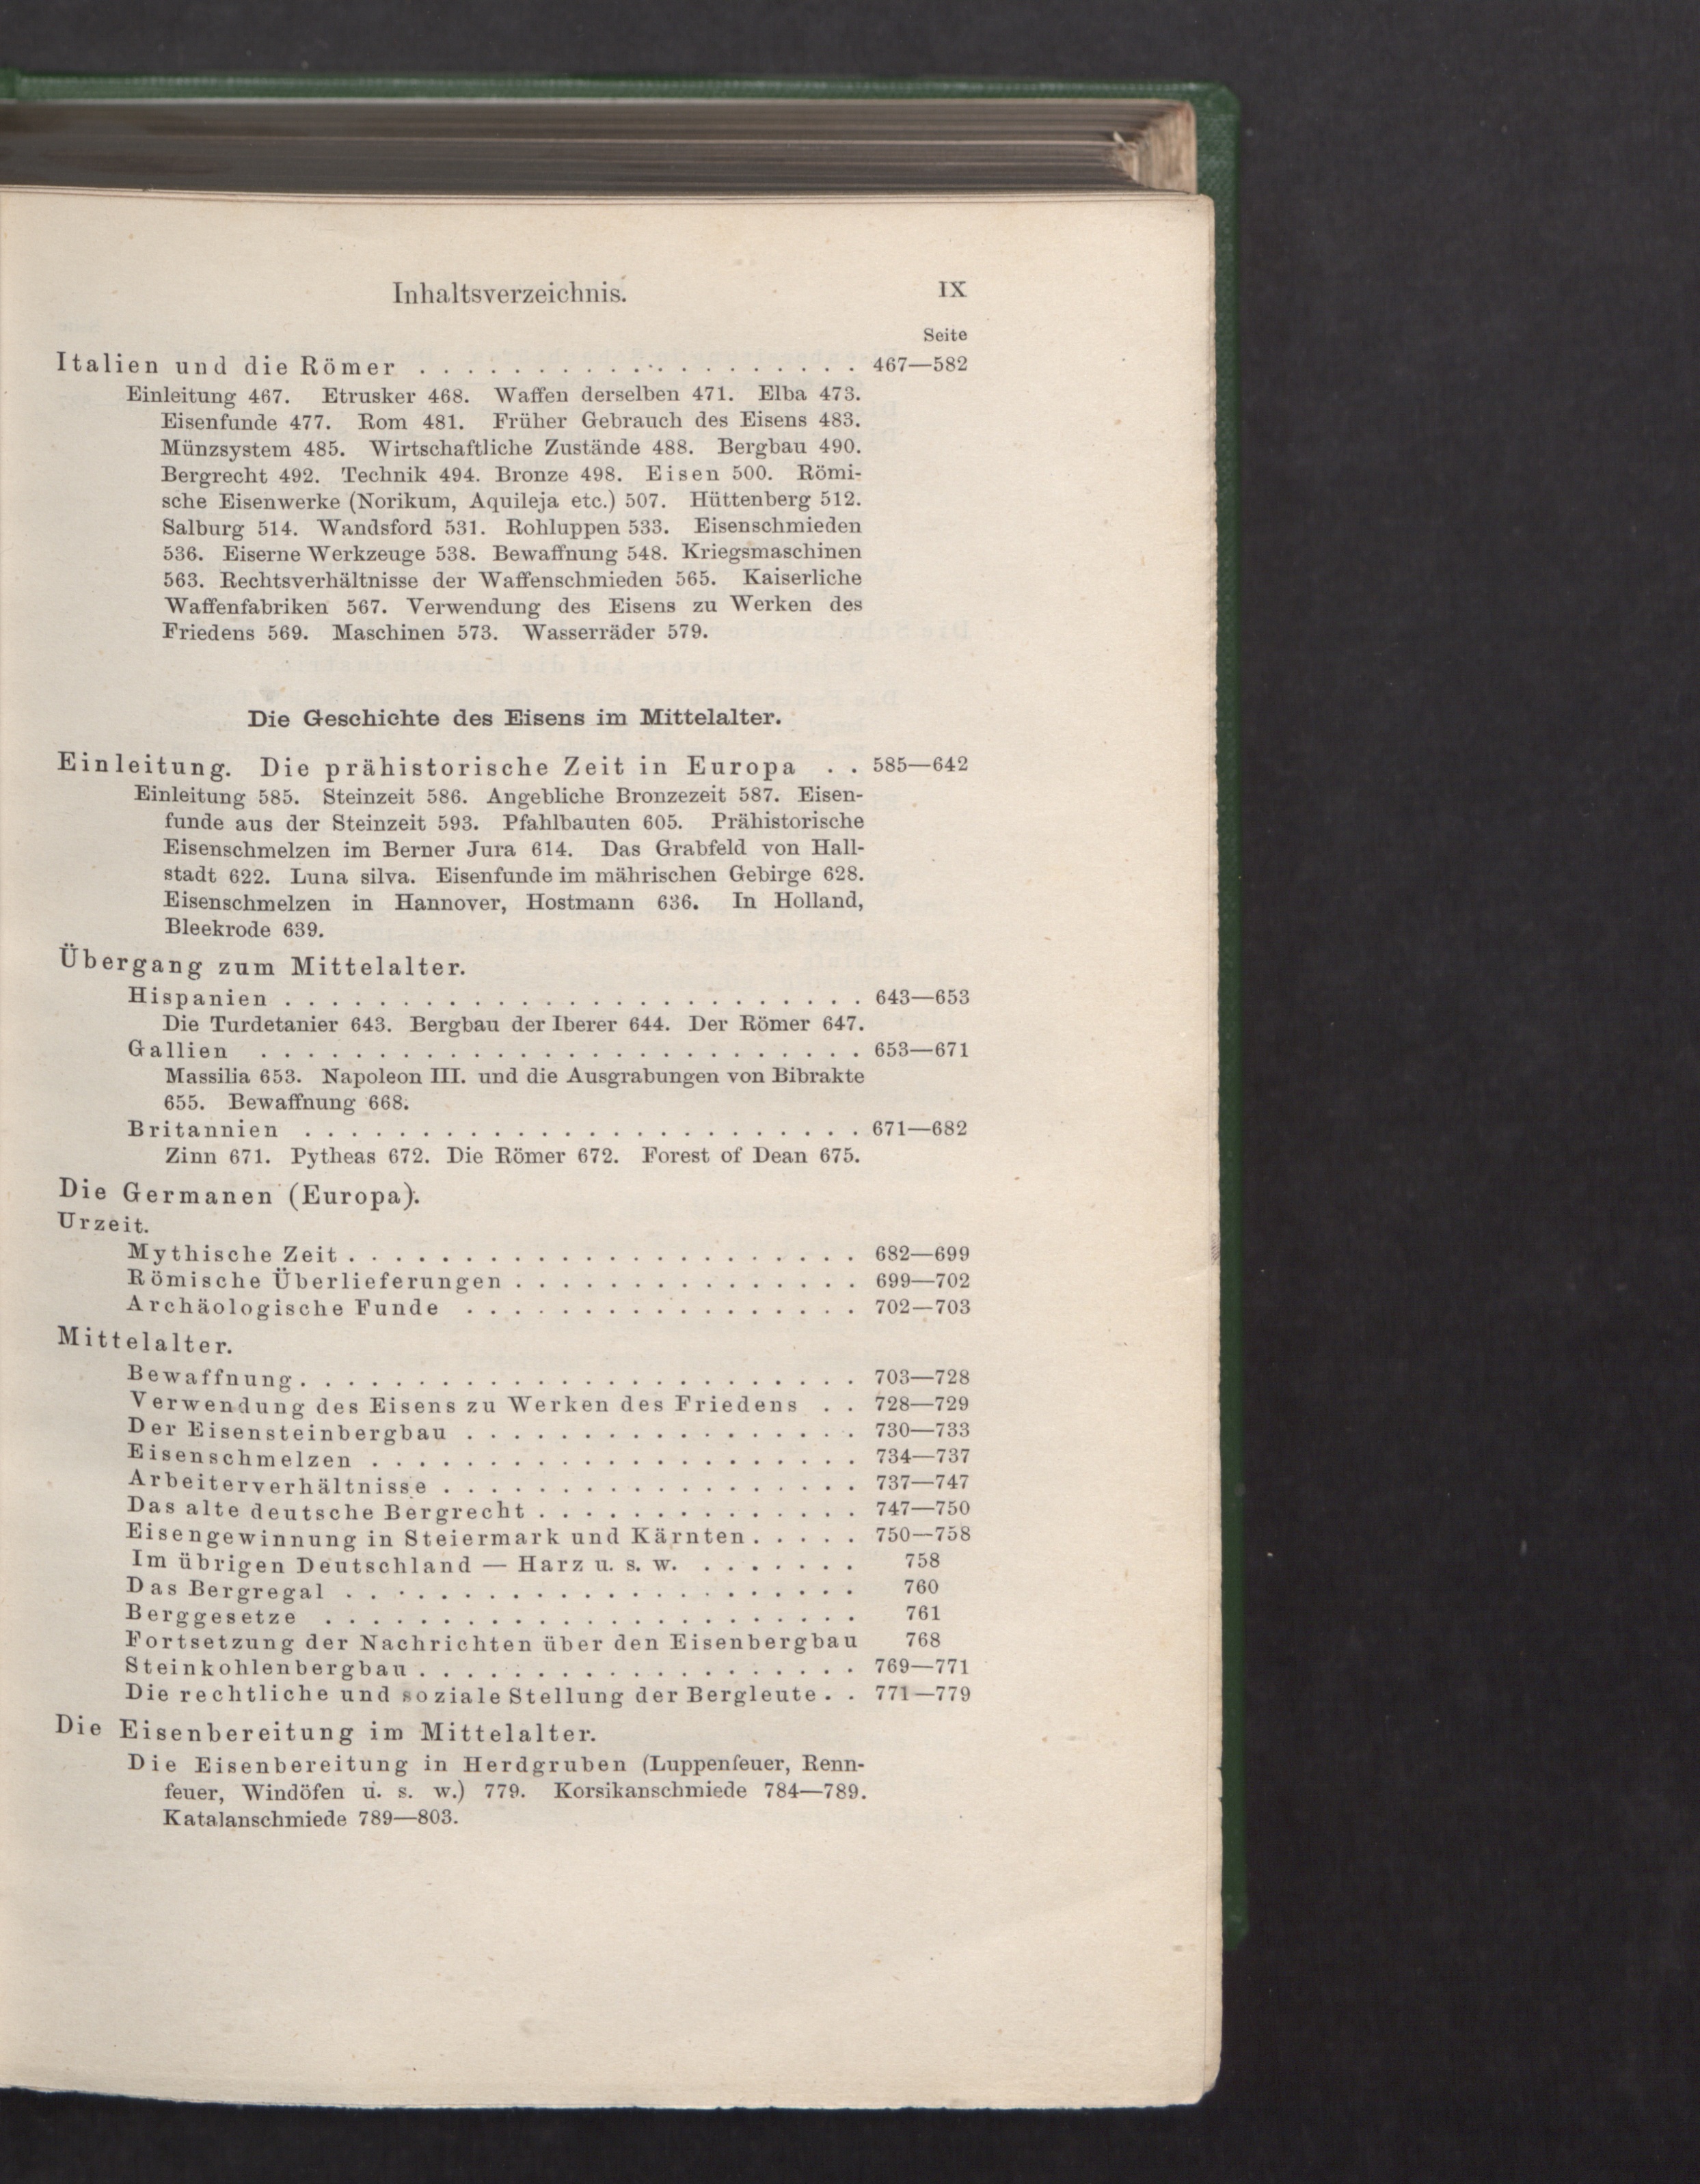 Inhaltsverzeichnis. IX
Seite
Italien und die Römer . . . . . . . . . . . . . . . . . . . 467—582
Einleitung 467. Etrusker 468. Waffen derselben 471. Elba 473.
Eisenfunde 477. Rom 481. Früher Gebrauch des Eisens 483.
Münzsystem 485. Wirtschaftliche Zustände 488. Bergbau 490.
Bergrecht 492. Technik 494. Bronze 498. Eisen 500. Römi-
sche Eisenwerke (Norikum, Aquileja etc.) 507. Hüttenberg 512.
Salburg 514. Wandsford 531. Rohluppen 533. Eisenschmieden
536. Eiserne Werkzeuge 538. Bewaffnung 548. Kriegsmaschinen
563. Rechtsverhältnisse der Waffenschmieden 565. Kaiserliche
Waffenfabriken 567. Verwendung des Eisens zu Werken des
Friedens 569. Maschinen 573. Wasserräder 579.
Die Geschichte des Eisens im Mittelalter.
Einleitung. Die prähistorische Zeit in Europa . . 585—642
Einleitung 585. Steinzeit 586. Angebliche Bronzezeit 587. Eisen-
funde aus der Steinzeit 593. Pfahlbauten 605. Prähistorische
Eisenschmelzen im Berner Jura 614. Das Grabfeld von Hall-
stadt 622. Luna silva. Eisenfunde im mährischen Gebirge 628.
Eisenschmelzen in Hannover, Hostmann 636. In Holland,
Bleekrode 639.
Übergang zum Mittelalter.
Hispanien . . . . . . . . . . . . . . . . . . . . . . . . . 643—653
Die Turdetanier 643. Bergbau der Iberer 644. Der Römer 647.
Gallien . . . . . . . . . . . . . . . . . . . . . . . . . . 653—671
Massilia 653. Napoleon III. und die Ausgrabungen von Bibrakte
655. Bewaffnung 668.
Britannien . . . . . . . . . . . . . . . . . . . . . . . . 671—682
Zinn 671. Pytheas 672. Die Römer 672. Forest of Dean 675.
Die Germanen (Europa).
Urzeit.
Mythische Zeit . . . . . . . . . . . . . . . . . . . . . . 682—699
Römische Überlieferungen . . . . . . . . . . . . . . . 699—702
Archäologische Funde . . . . . . . . . . . . . . . . . 702—703
Mittelalter.
Bewaffnung . . . . . . . . . . . . . . . . . . . . . . . . 703—728
Verwendung des Eisens zu Werken des Friedens . . 728—729
Der Eisensteinbergbau . . . . . . . . . . . . . . . . . 730—733
Eisenschmelzen . . . . . . . . . . . . . . . . . . . . . 734—737
Arbeiterverhältnisse . . . . . . . . . . . . . . . . . . 737—747
Das alte deutsche Bergrecht . . . . . . . . . . . . . . 747—750
Eisengewinnung in Steiermark und Kärnten . . . . . 750—758
Im übrigen Deutschland — Harz u. s. w. . . . . . . . 758
Das Bergregal . . . . . . . . . . . . . . . . . . . . . . 760
Berggesetze . . . . . . . . . . . . . . . . . . . . . . . 761
Fortsetzung der Nachrichten über den Eisenbergbau 768
Steinkohlenbergbau . . . . . . . . . . . . . . . . . . . 769—771
Die rechtliche und soziale Stellung der Bergleute . . 771—779
Die Eisenbereitung im Mittelalter.
Die Eisenbereitung in Herdgruben (Luppenfeuer, Renn-
feuer, Windöfen u. s. w.) 779. Korsikanschmiede 784—789.
Katalanschmiede 789—803.